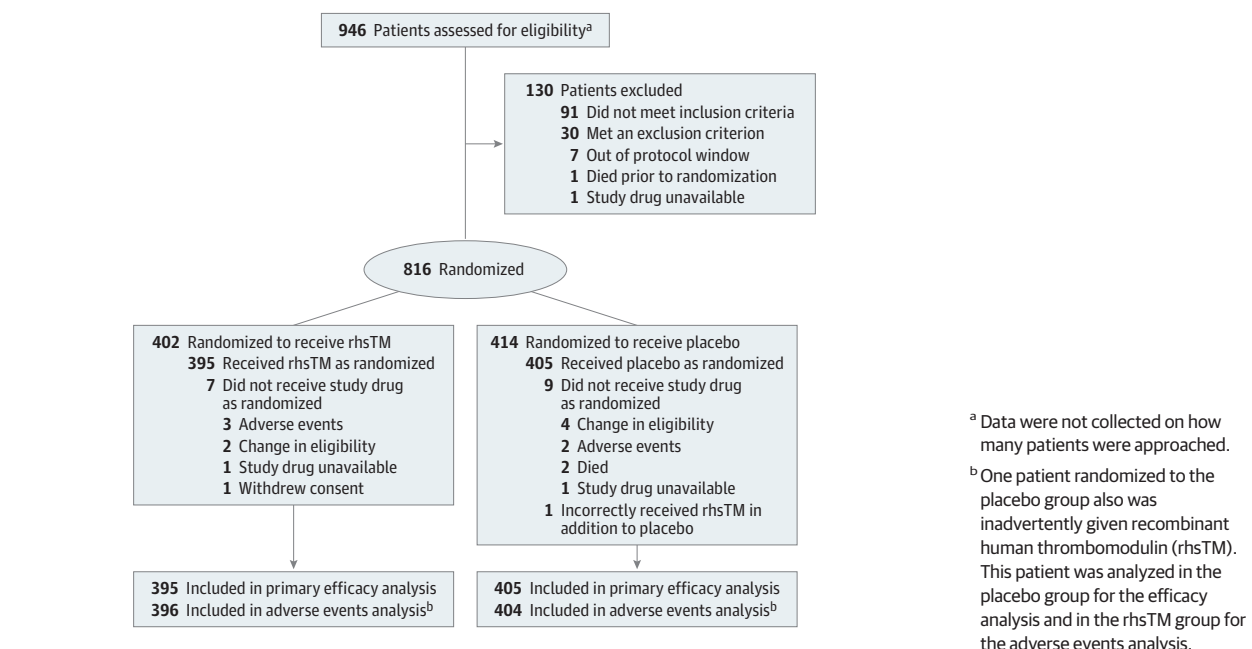 946 Patients assessed for eligibilityᵃ
130 Patients excluded
91 Did not meet inclusion criteria
30 Met an exclusion criterion
7 Out of protocol window
1 Died prior to randomization
1 Study drug unavailable
816 Randomized
402 Randomized to receive rhsTM
395 Received rhsTM as randomized
7 Did not receive study drug
as randomized
3 Adverse events
2 Change in eligibility
1 Study drug unavailable
1 Withdrew consent
414 Randomized to receive placebo
405 Received placebo as randomized
9 Did not receive study drug
as randomized
4 Change in eligibility
2 Adverse events
2 Died
1 Study drug unavailable
1 Incorrectly received rhsTM in
addition to placebo
395 Included in primary efficacy analysis
396 Included in adverse events analysisᵇ
405 Included in primary efficacy analysis
404 Included in adverse events analysisᵇ
ᵃ Data were not collected on how
many patients were approached.
ᵇ One patient randomized to the
placebo group also was
inadvertently given recombinant
human thrombomodulin (rhsTM).
This patient was analyzed in the
placebo group for the efficacy
analysis and in the rhsTM group for
the adverse events analysis.